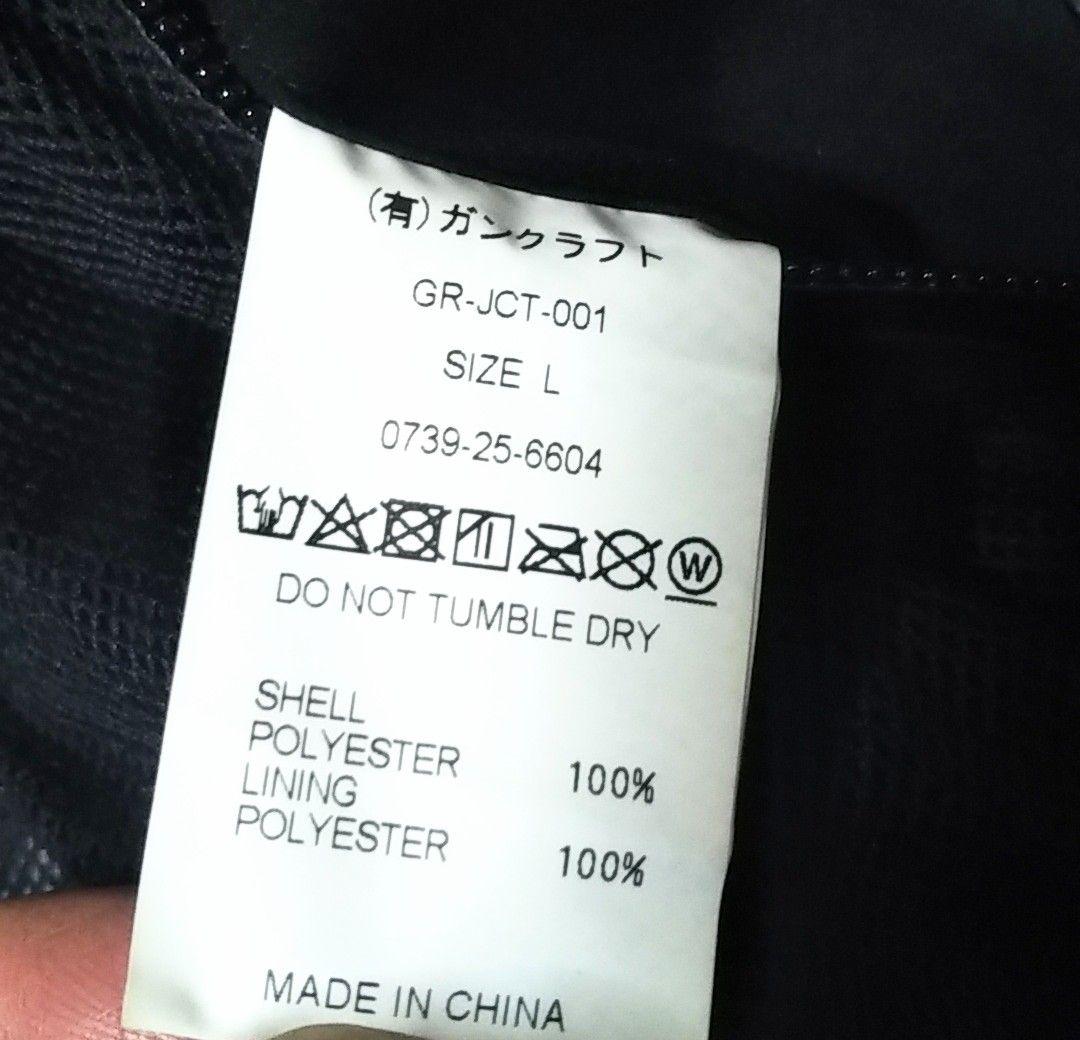 (有)ガンクラフト
GR-JCT-001
SIZE L
0739-25-6604
W
DO NOT TUMBLE DRY
SHELL
POLYESTER 100%
LINING
POLYESTER 100%
MADE IN CHINA